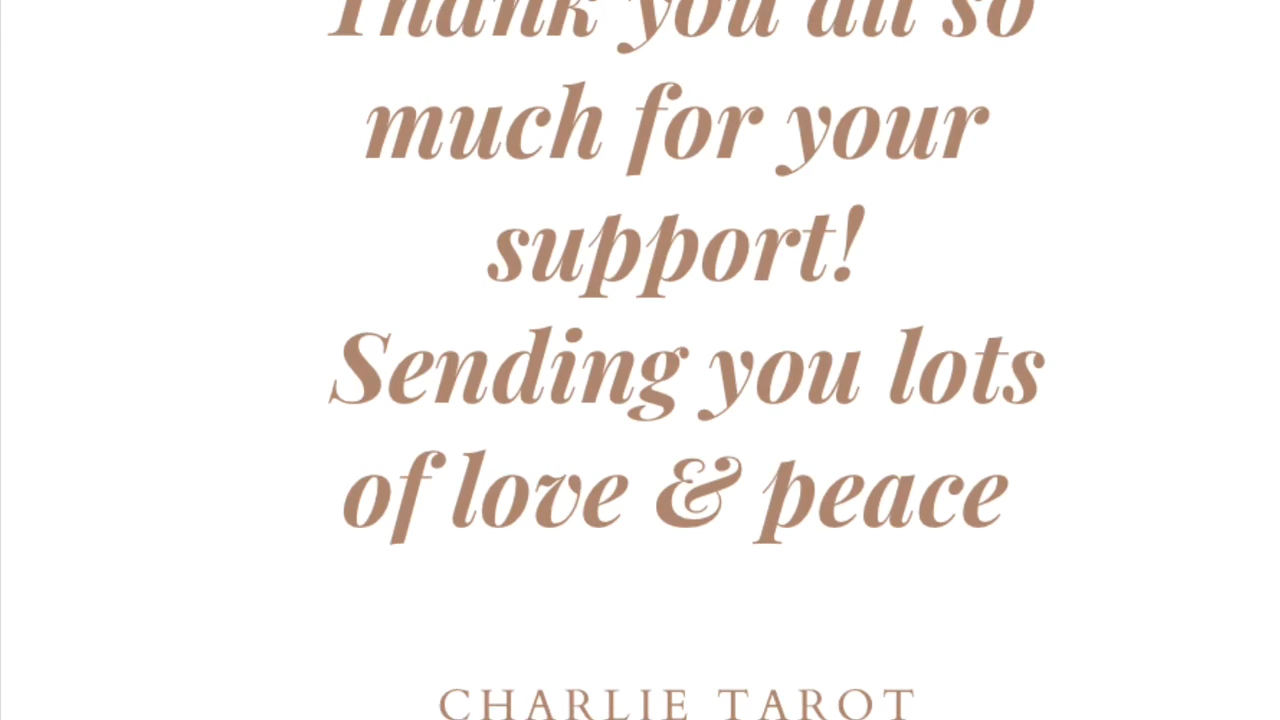 Thank you all so
much for your
support!
Sending you lots
of love & peace
CHARLIE TAROT